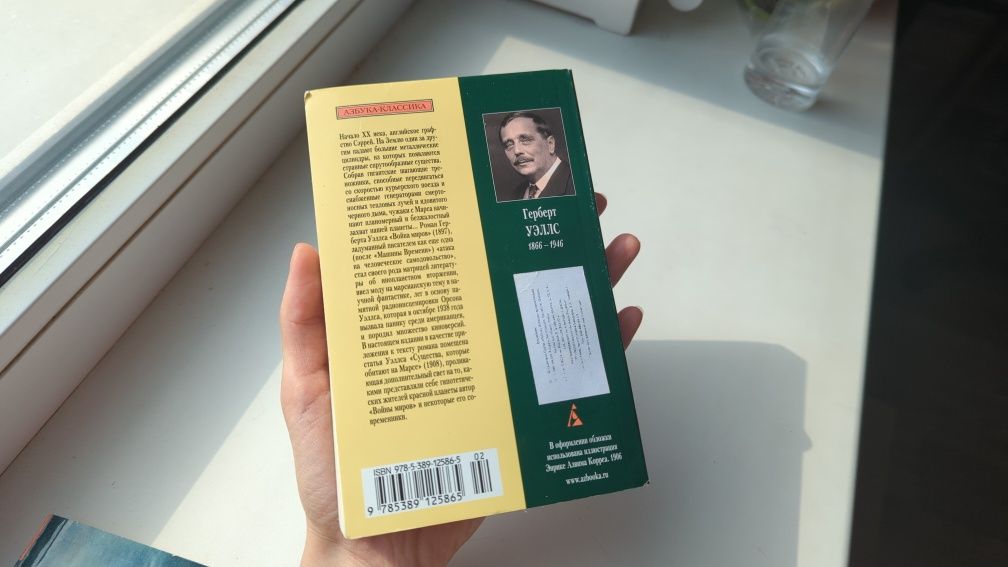 АЗБУКА-КЛАССИКА
Начало XX века, английское граф-
ство Сэррей. На Землю один за дру-
гим падают большие металлические
цилиндры, из которых появляются
странные спрутообразные существа.
Собрав гигантские шагающие тре-
ножники, способные передвигаться
со скоростью курьерского поезда и
снабженные генераторами смерто-
носных тепловых лучей и ядовитого
черного дыма, чужаки с Марса начи-
нают планомерный и безжалостный
захват нашей планеты... Роман Гер-
берта Уэллса «Война миров» (1897),
задуманный писателем как еще одна
(после «Машины Времени») «атака
на человеческое самодовольство»,
стал своего рода матрицей литерату-
ры об инопланетном вторжении,
ввел моду на марсианскую тему в на-
учной фантастике, лег в основу па-
мятной радиоинсценировки Орсона
Уэллса, которая в октябре 1938 года
вызвала панику среди американцев,
и породил множество киноверсий.
В настоящем издании в качестве при-
ложения к тексту романа помещена
статья Уэллса «Существа, которые
обитают на Марсе» (1908), пролива-
ющая дополнительный свет на то, ка-
кими представляли себе гипотетиче-
ских жителей красной планеты автор
«Войны миров» и некоторые его со-
временники.
ISBN 978-5-389-12586-5 02
9 785389 125865
Герберт
УЭЛЛС
1866 – 1946
В оформлении обложки
использована иллюстрация
Энрике Алвима Корреа, 1906
www.azbooka.ru